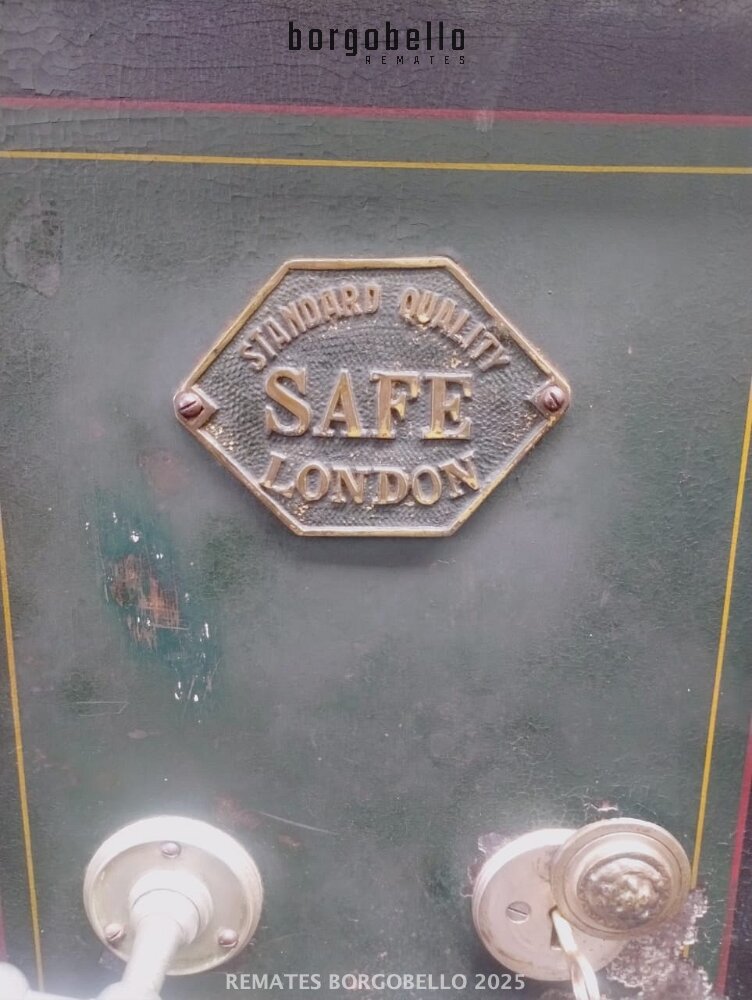 borgobello
REMATES
STANDARD QUALITY
SAFE
LONDON
REMATES BORGOBELLO 2025